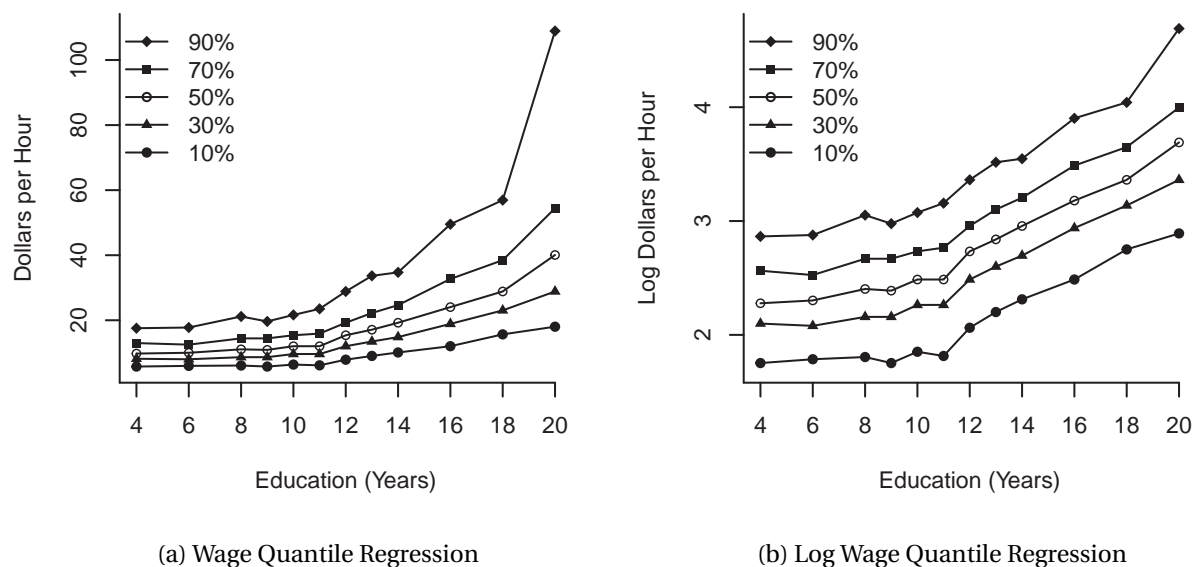 90%
70%
50%
30%
10%
Dollars per Hour
100
80
60
40
20
4 6 8 10 12 14 16 18 20
Education (Years)
(a) Wage Quantile Regression
90%
70%
50%
30%
10%
Log Dollars per Hour
4
3
2
4 6 8 10 12 14 16 18 20
Education (Years)
(b) Log Wage Quantile Regression